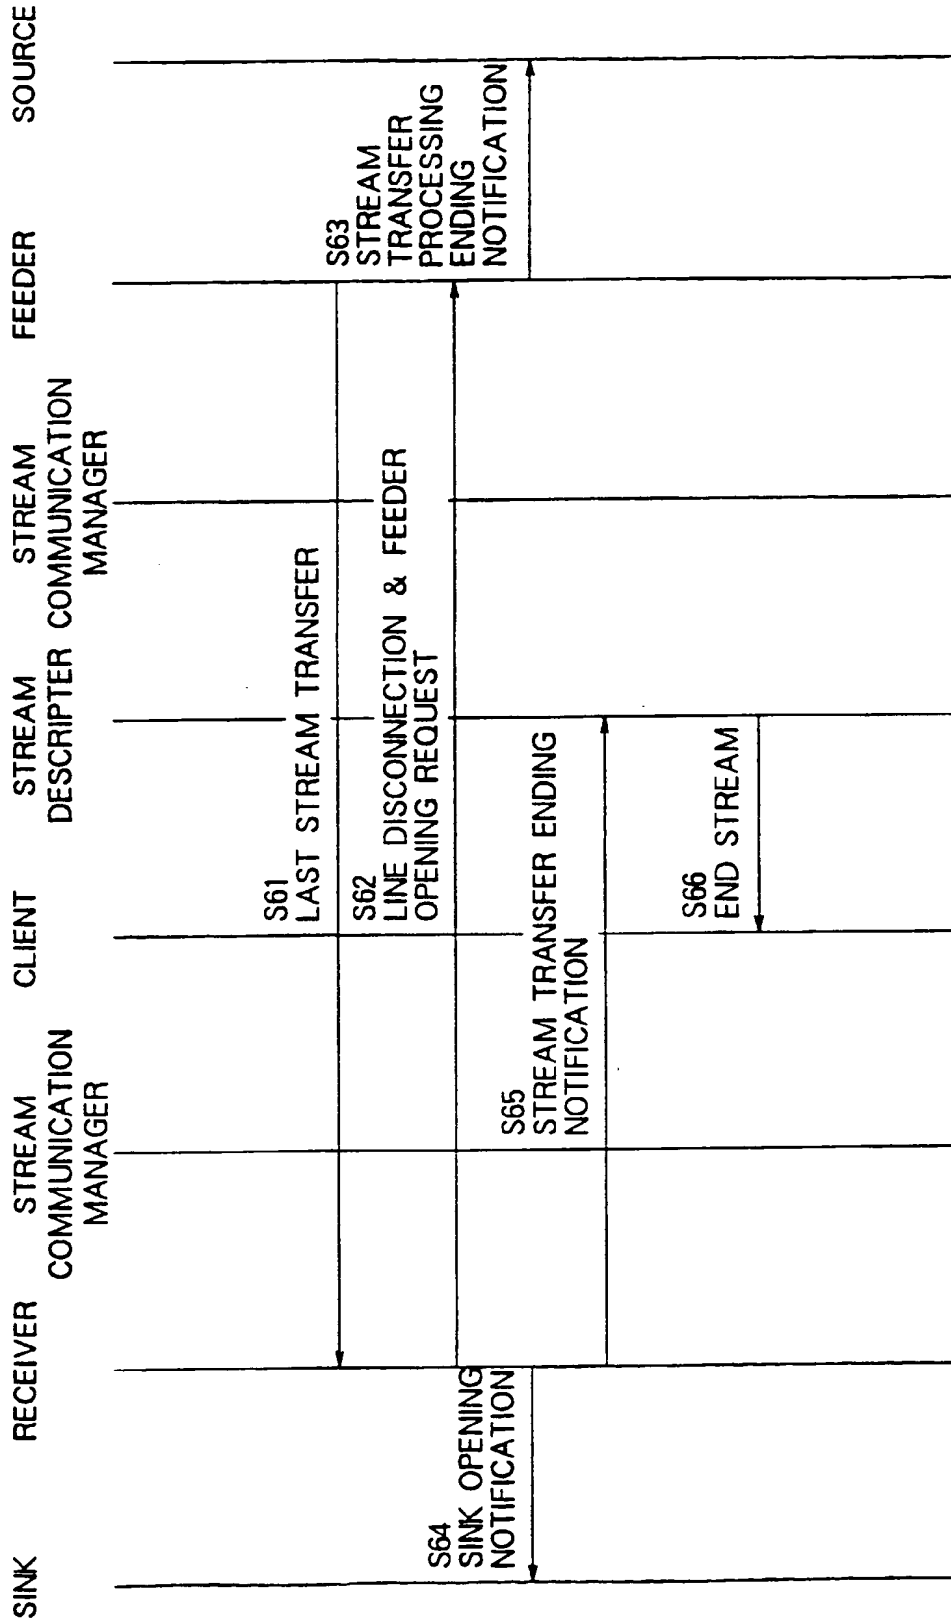 SINK
RECEIVER
STREAM
COMMUNICATION
MANAGER
CLIENT
STREAM
DESCRIPTER
STREAM
COMMUNICATION
MANAGER
FEEDER
SOURCE
S61
LAST STREAM TRANSFER
S62
LINE DISCONNECTION & FEEDER
OPENING REQUEST
S63
STREAM
TRANSFER
PROCESSING
ENDING
NOTIFICATION
S64
SINK OPENING
NOTIFICATION
S65
STREAM TRANSFER ENDING
NOTIFICATION
S66
END STREAM